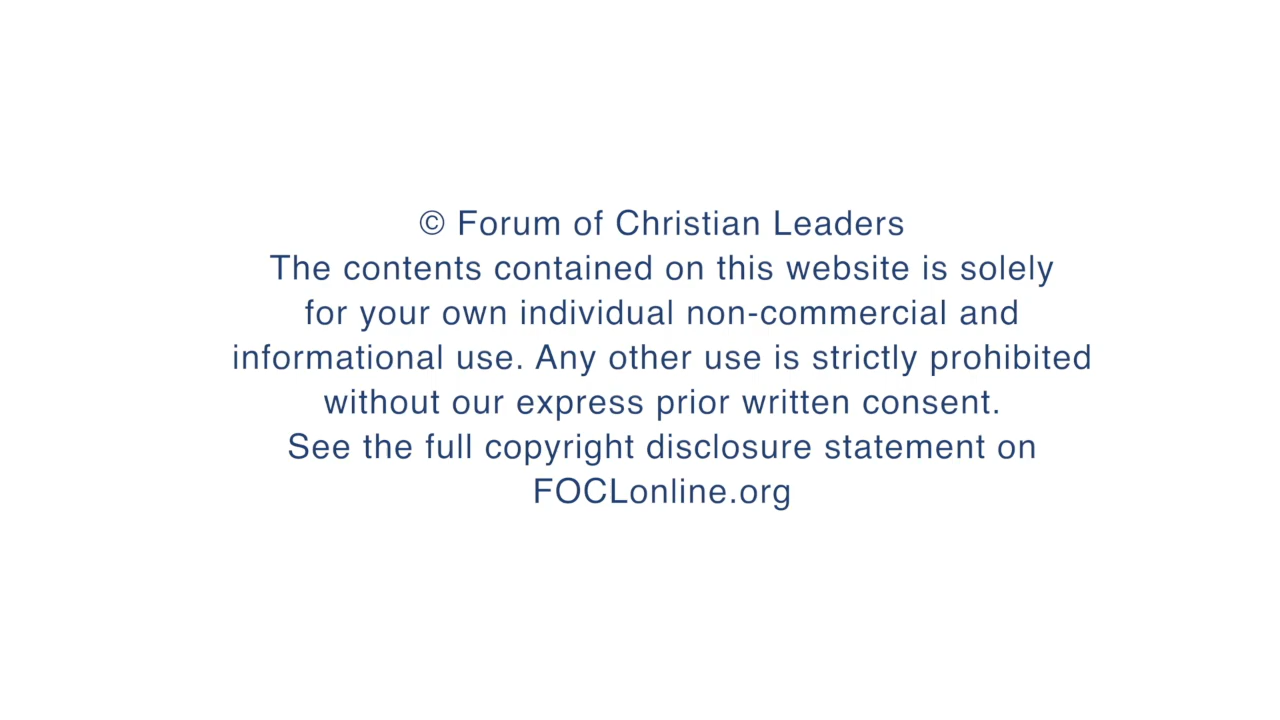 © Forum of Christian Leaders
The contents contained on this website is solely
for your own individual non-commercial and
informational use. Any other use is strictly prohibited
without our express prior written consent.
See the full copyright disclosure statement on
FOCLonline.org